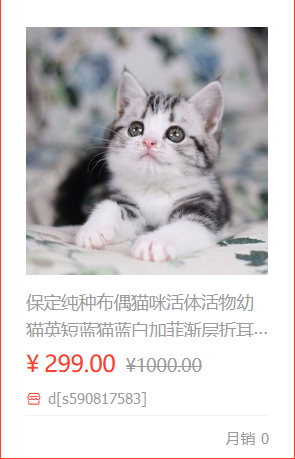 保定纯种布偶猫咪活体活物幼
猫英短蓝猫蓝白加菲渐层折耳...
¥ 299.00 ¥1000.00
d[s590817583]
月销 0